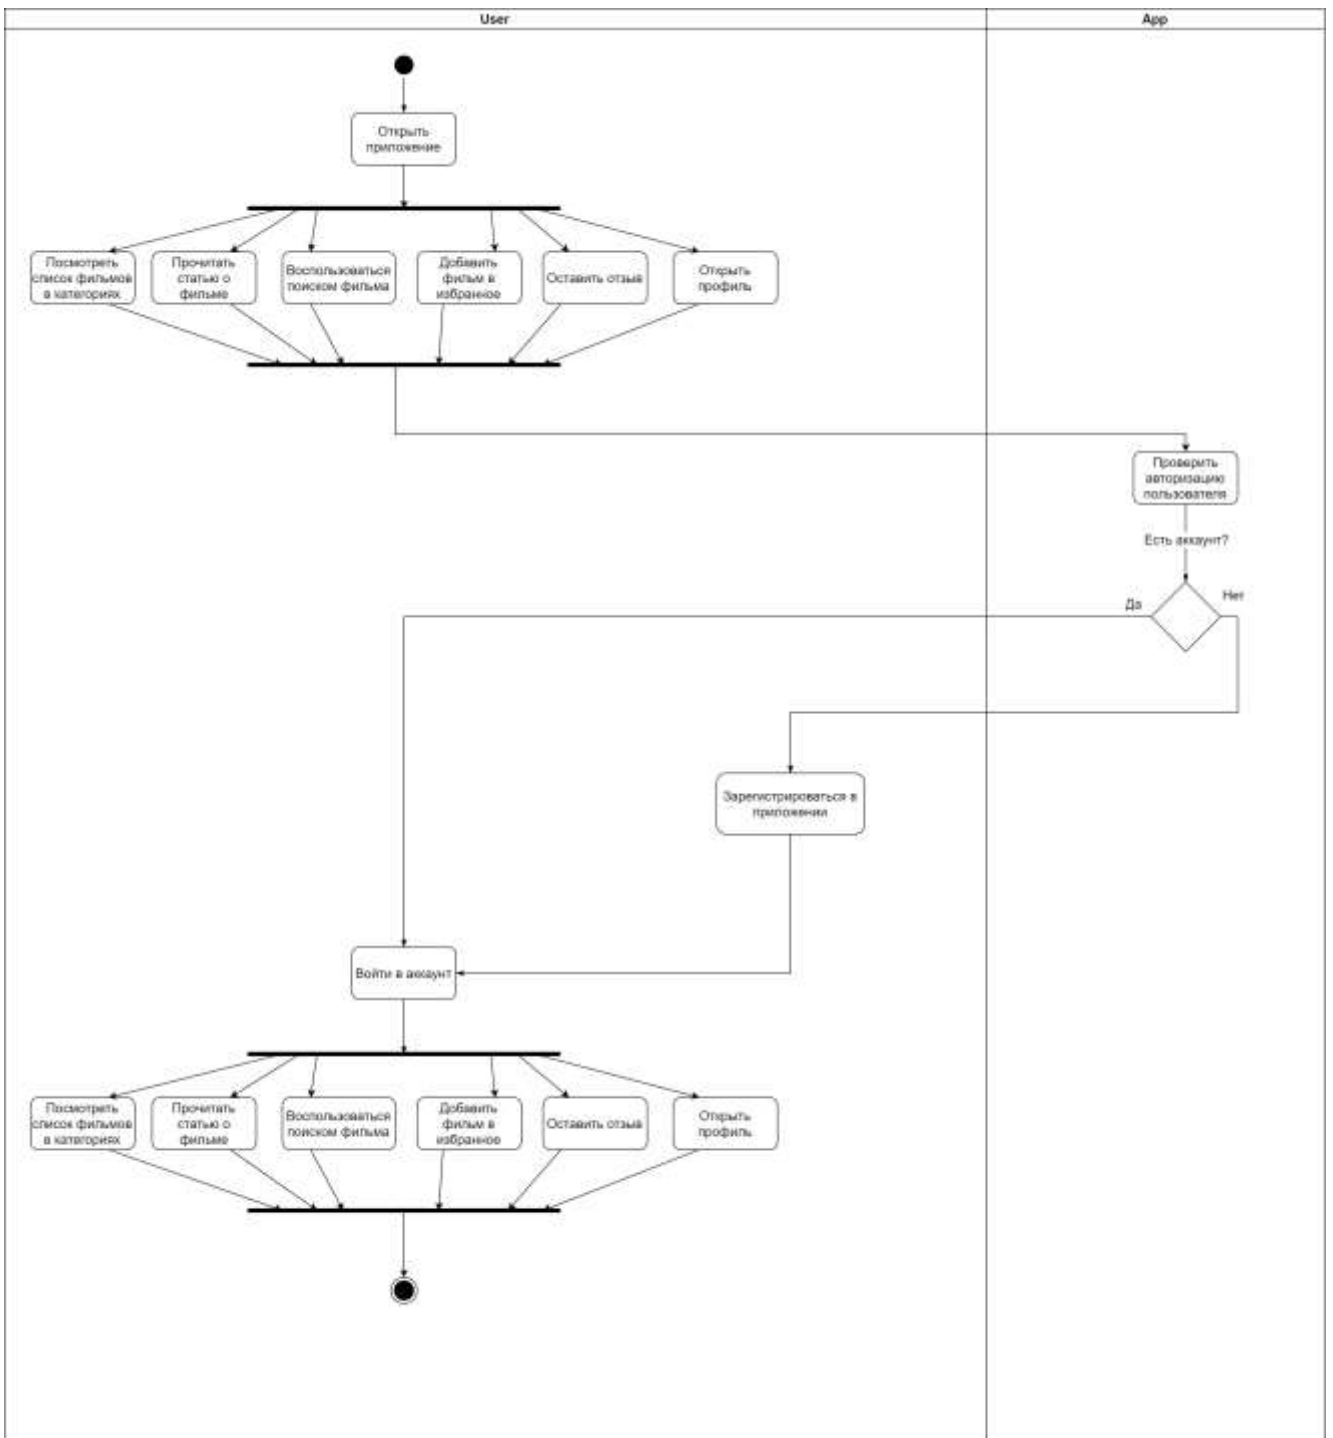 User
App
Открыть
приложение
Посмотреть
список фильмов
в категориях
Прочитать
статью о
фильме
Воспользоваться
поиском фильма
Добавить
фильм в
избранное
Оставить отзыв
Открыть
профиль
Проверить
авторизацию
пользователя
Есть аккаунт?
Да
Нет
Зарегистрироваться в
приложении
Войти в аккаунт
Посмотреть
список фильмов
в категориях
Прочитать
статью о
фильме
Воспользоваться
поиском фильма
Добавить
фильм в
избранное
Оставить отзыв
Открыть
профиль